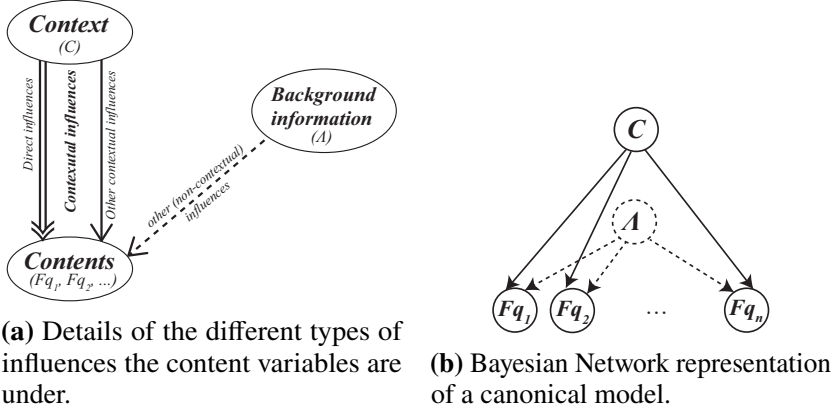 Context
(C)
Direct influences
Contexutal influences
Other contextual influences
Background
information
(Λ)
other (non-contextual)
influences
Contents
(Fq₁, Fq₂, ...)
(a) Details of the different types of
influences the content variables are
under.
C
Λ
Fq₁
Fq₂
...
Fqₙ
(b) Bayesian Network representation
of a canonical model.